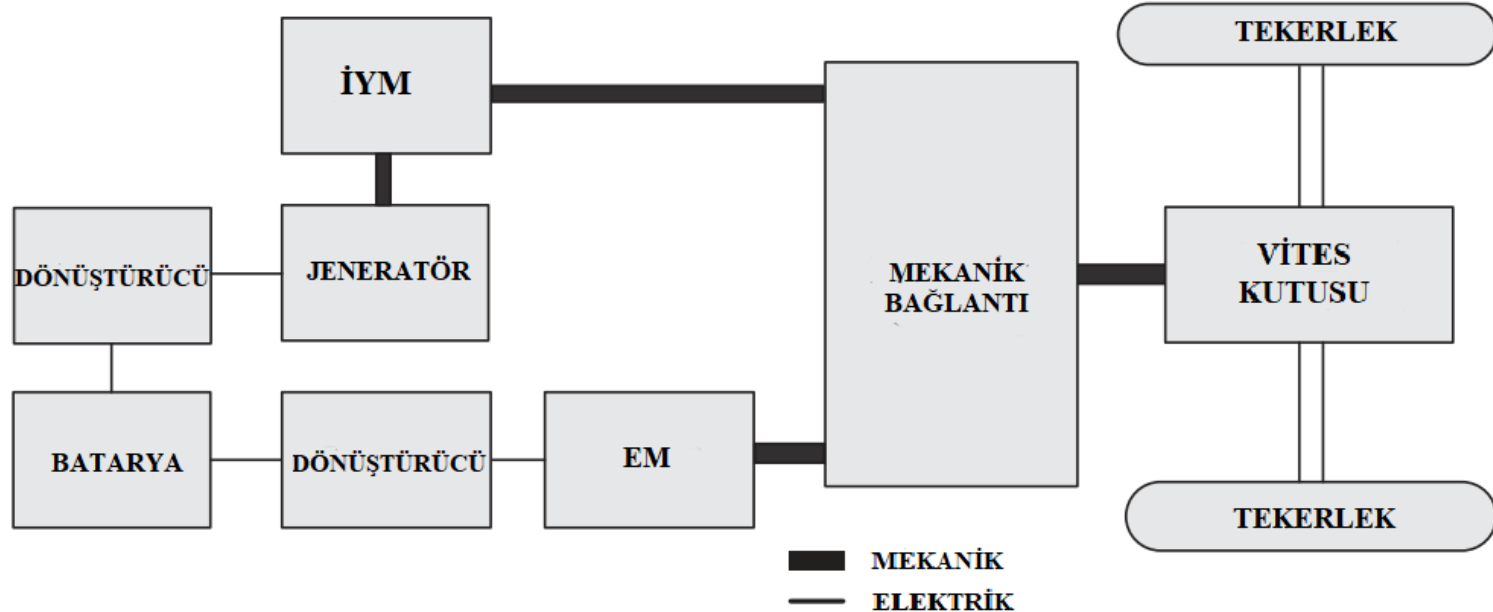 TEKERLEK
İYM
DÖNÜŞTÜRÜCÜ
JENERATÖR
MEKANİK
BAĞLANTI
VİTES
KUTUSU
BATARYA
DÖNÜŞTÜRÜCÜ
EM
TEKERLEK
MEKANİK
ELEKTRİK